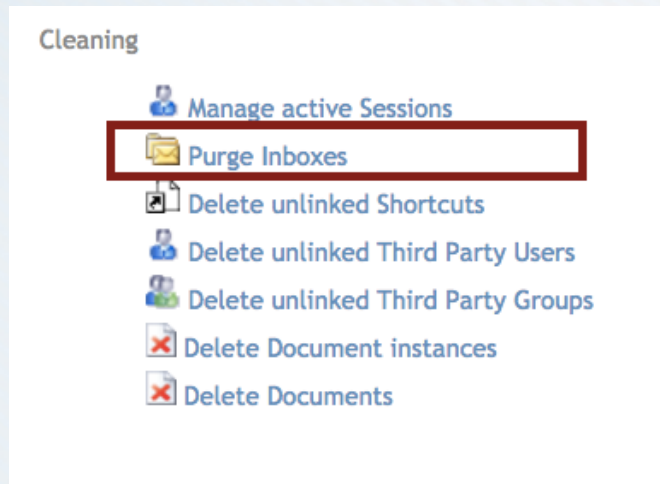 Cleaning
Manage active Sessions
Purge Inboxes
Delete unlinked Shortcuts
Delete unlinked Third Party Users
Delete unlinked Third Party Groups
Delete Document instances
Delete Documents